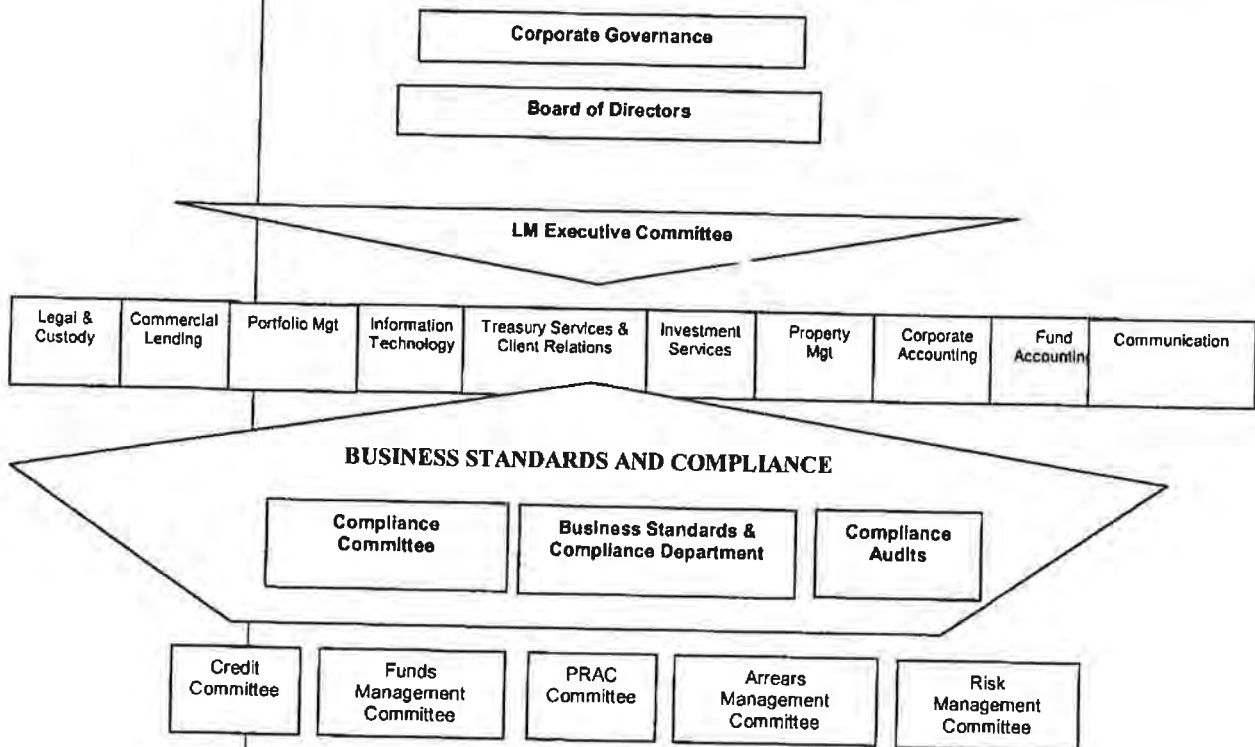 Corporate Governance
Board of Directors
LM Executive Committee
Legal &
Custody
Commercial
Lending
Portfolio Mgt
Information
Technology
Treasury Services &
Client Relations
Investment
Services
Property
Mgt
Corporate
Accounting
Fund
Accounting
Communication
BUSINESS STANDARDS AND COMPLIANCE
Compliance
Committee
Business Standards &
Compliance Department
Compliance
Audits
Credit
Committee
Funds
Management
Committee
PRAC
Committee
Arrears
Management
Committee
Risk
Management
Committee